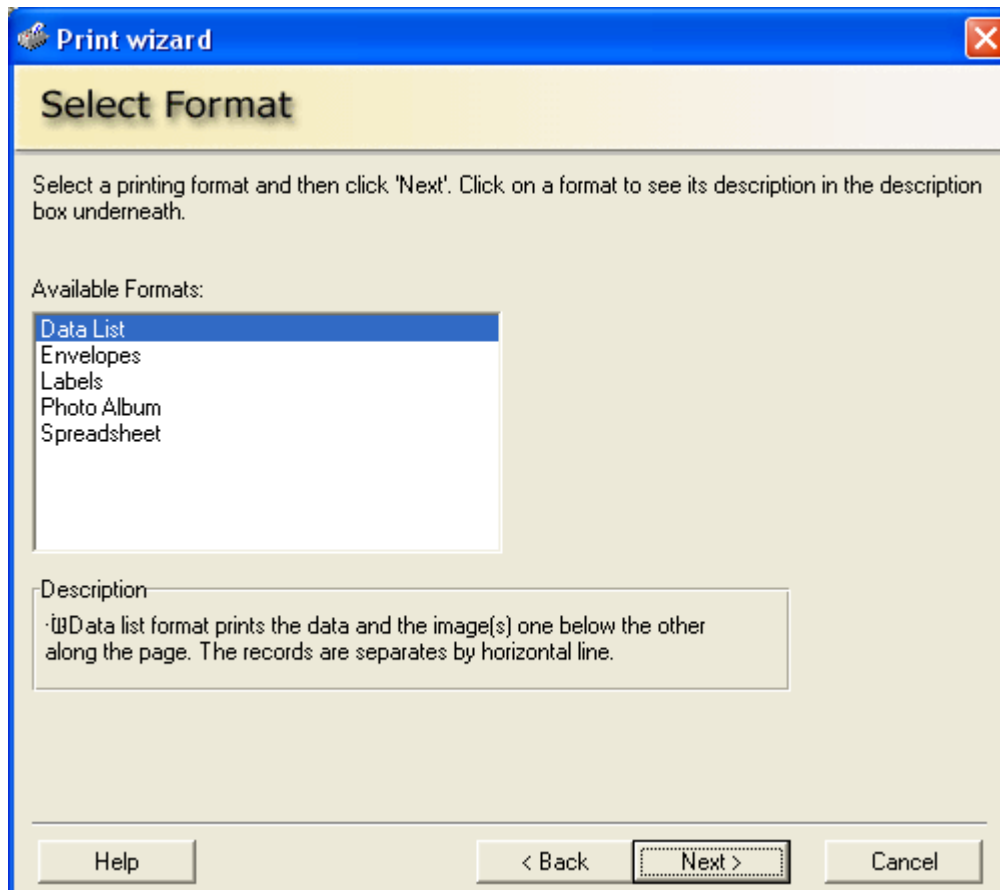 Print wizard
Select Format
Select a printing format and then click 'Next'. Click on a format to see its description in the description
box underneath.
Available Formats:
Data List
Envelopes
Labels
Photo Album
Spreadsheet
Description
Data list format prints the data and the image(s) one below the other
along the page. The records are separates by horizontal line.
Help
< Back
Next >
Cancel